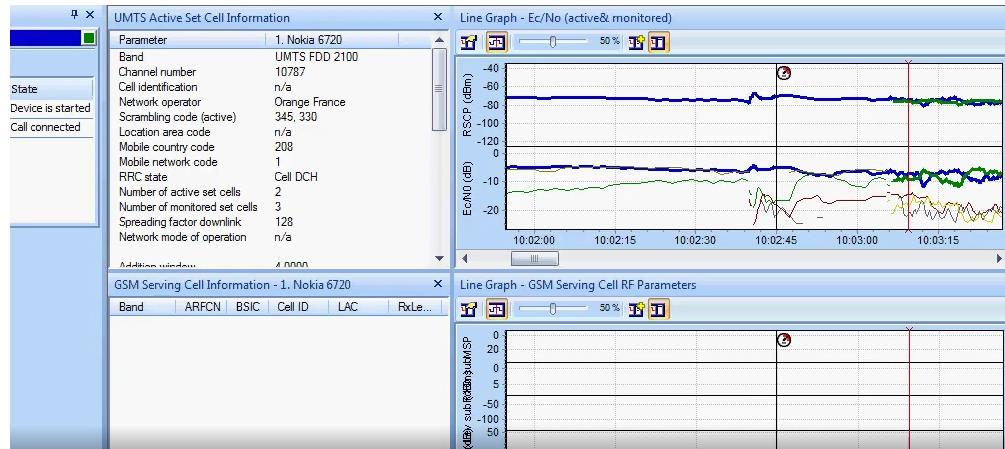 State
Device is started
Call connected
UMTS Active Set Cell Information
Parameter 1. Nokia 6720
Band UMTS FDD 2100
Channel number 10787
Cell identification n/a
Network operator Orange France
Scrambling code (active) 345, 330
Location area code n/a
Mobile country code 208
Mobile network code 1
RRC state Cell DCH
Number of active set cells 2
Number of monitored set cells 3
Spreading factor downlink 128
Network mode of operation n/a
Addition window 4.0000
Line Graph - Ec/No (active& monitored)
50 %
RSCP (dBm)
-40
-60
-80
-100
-120
Ec/N0 (dB)
0
-10
-20
10:02:00 10:02:15 10:02:30 10:02:45 10:03:00 10:03:15
GSM Serving Cell Information - 1. Nokia 6720
Band ARFCN BSIC Cell ID LAC RxLe...
Line Graph - GSM Serving Cell RF Parameters
50 %
0
20
0
5
-50
-100
50